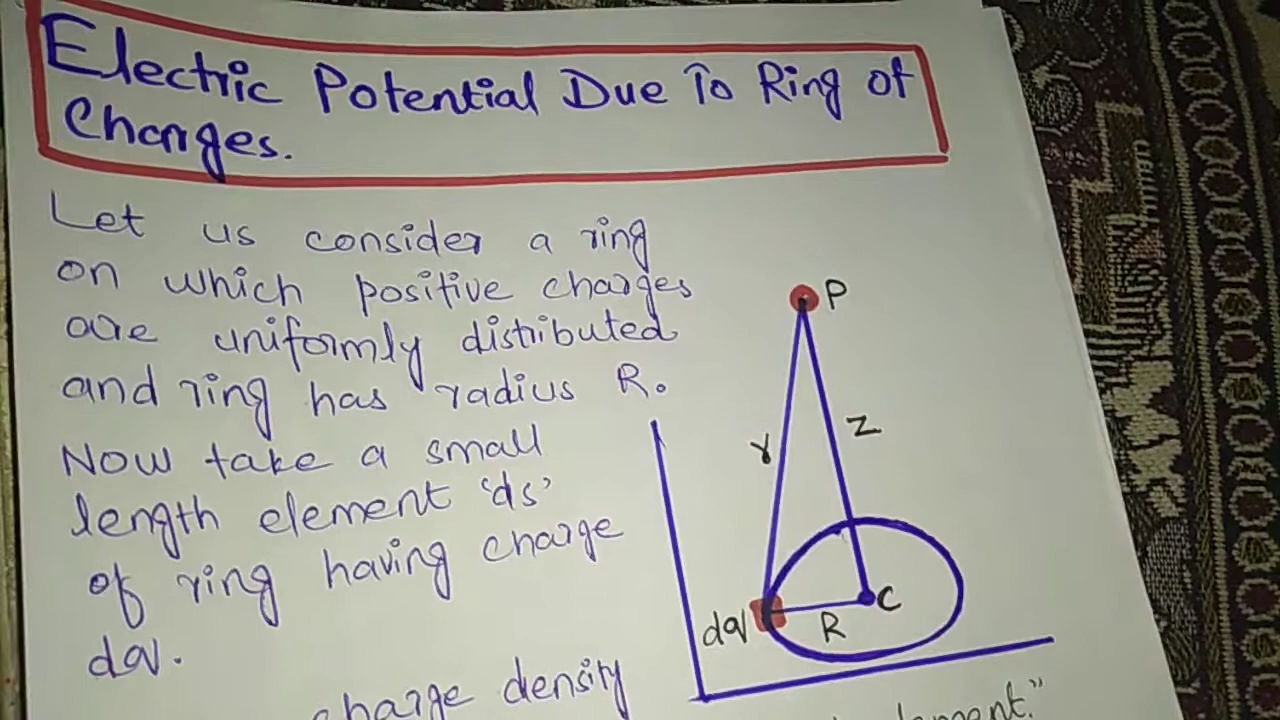 Electric Potential Due To Ring of
Charges.
Let us consider a ring
on which positive charges
are uniformly distributed
and ring has radius R.
Now take a small
length element 'ds'
of ring having charge
dq.
charge density
P
r
z
dq
R
C